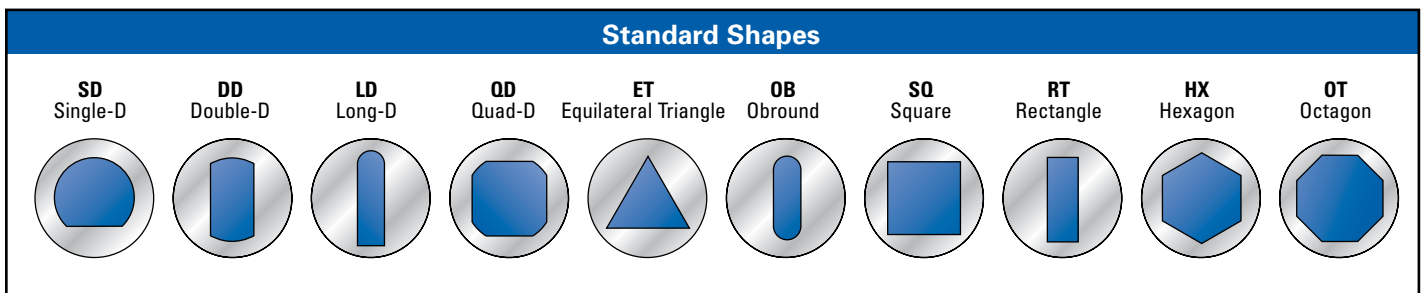 Standard Shapes
SD
Single-D
DD
Double-D
LD
Long-D
QD
Quad-D
ET
Equilateral Triangle
OB
Obround
SQ
Square
RT
Rectangle
HX
Hexagon
OT
Octagon